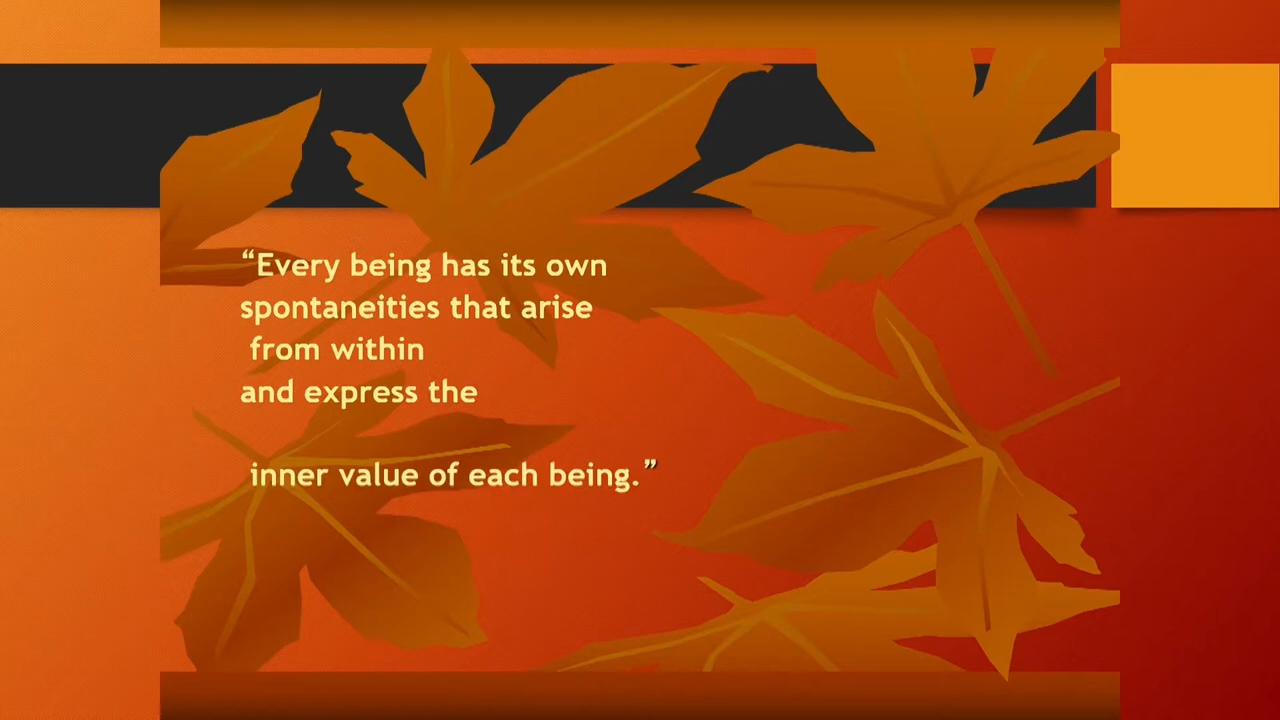 “Every being has its own
spontaneities that arise
from within
and express the
inner value of each being.”